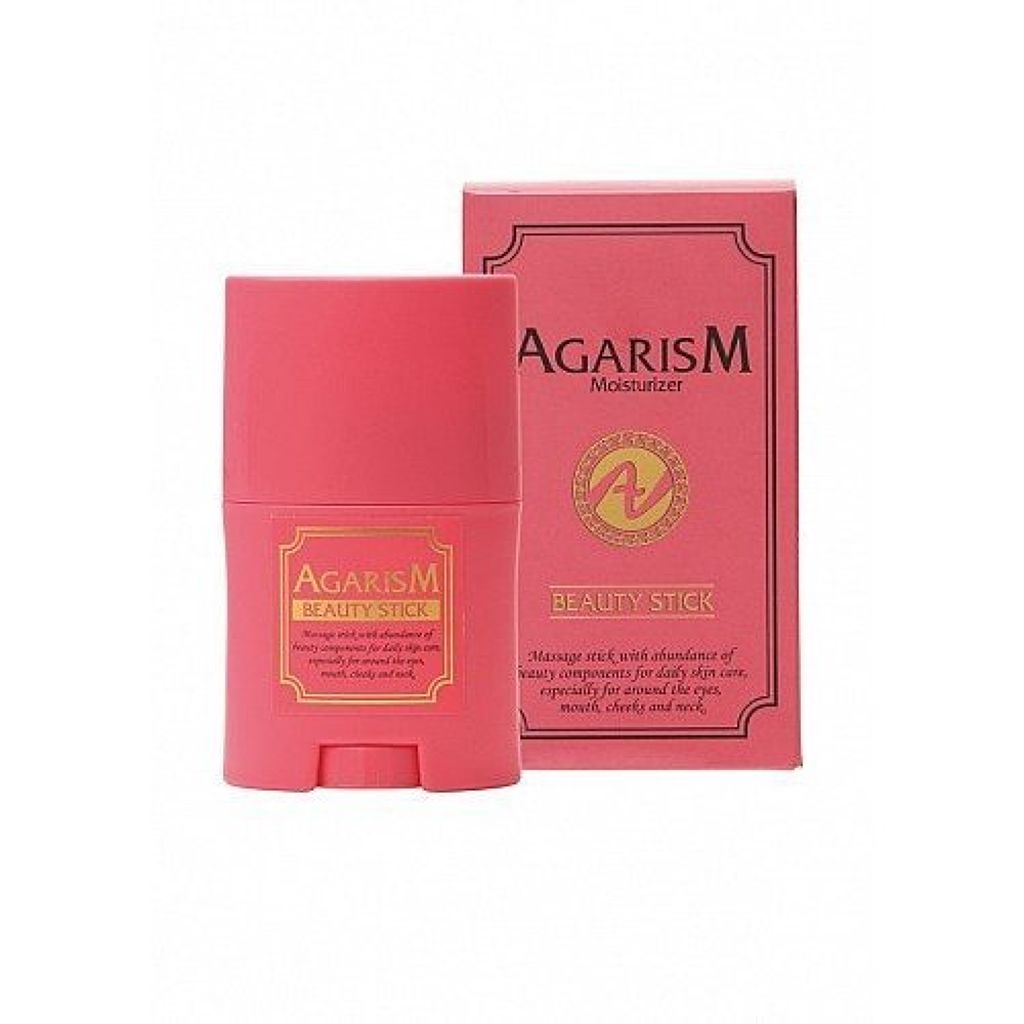 AGARISM
BEAUTY STICK
Massage stick with abundance of
beauty components for daily skin care,
especially for around the eyes,
mouth, cheeks and neck.
AGARISM
Moisturizer
BEAUTY STICK
Massage stick with abundance of
beauty components for daily skin care,
especially for around the eyes,
mouth, cheeks and neck.